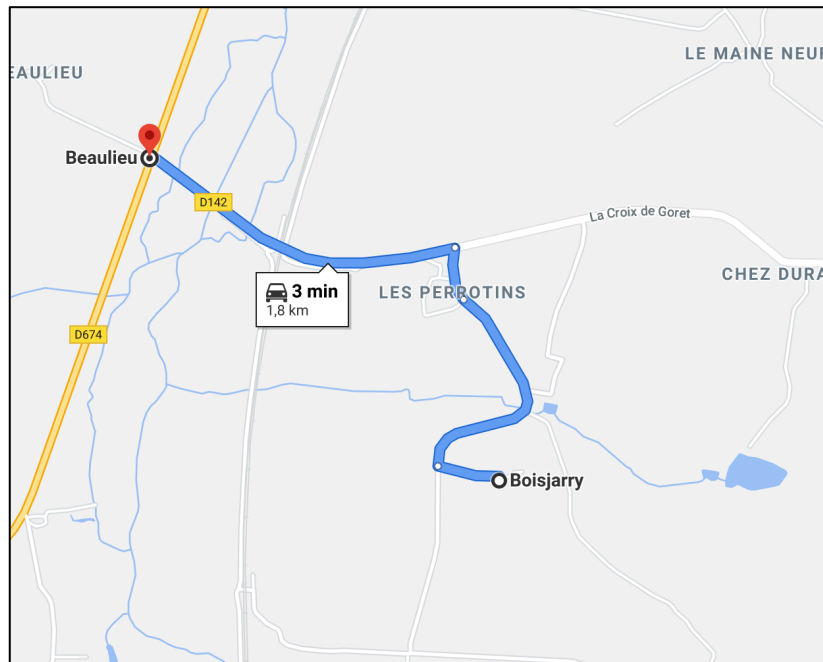 LE MAINE NEUF
EAULIEU
Beaulieu
D142
La Croix de Goret
CHEZ DURA
3 min
1,8 km
LES PERROTINS
D674
Boisjarry